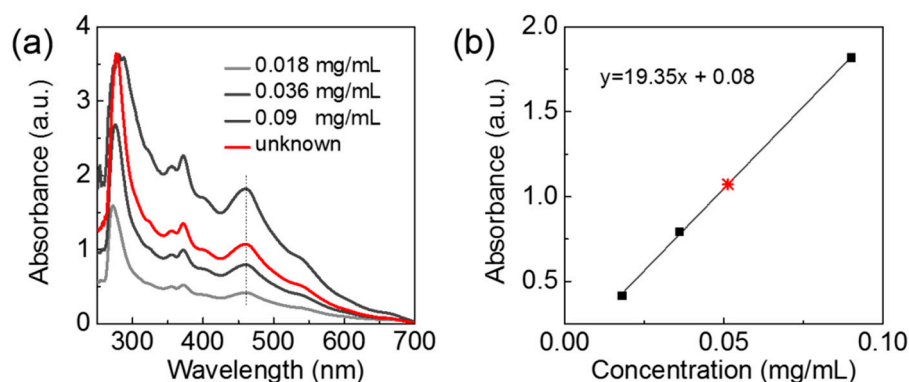 (a)
Absorbance (a.u.)
4
3
2
1
0
0.018 mg/mL
0.036 mg/mL
0.09 mg/mL
unknown
300 400 500 600 700
Wavelength (nm)
(b)
Absorbance (a.u.)
2.0
1.5
1.0
0.5
y=19.35x + 0.08
0.00 0.05 0.10
Concentration (mg/mL)